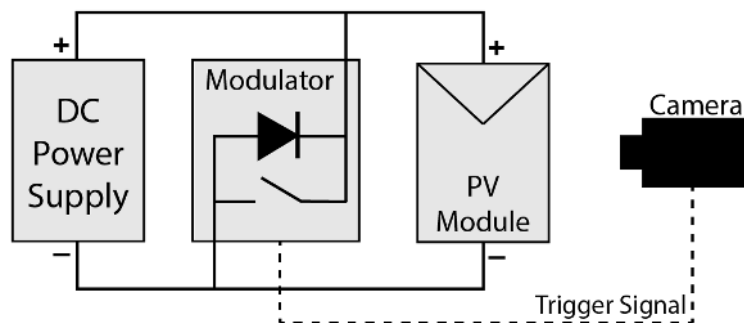 +
DC
Power
Supply
−
Modulator
+
PV
Module
−
Camera
Trigger Signal